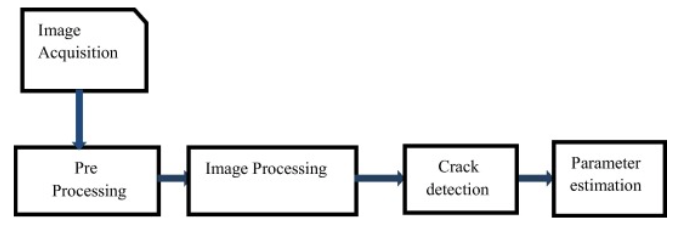 Image
Acquisition
Pre
Processing
Image Processing
Crack
detection
Parameter
estimation